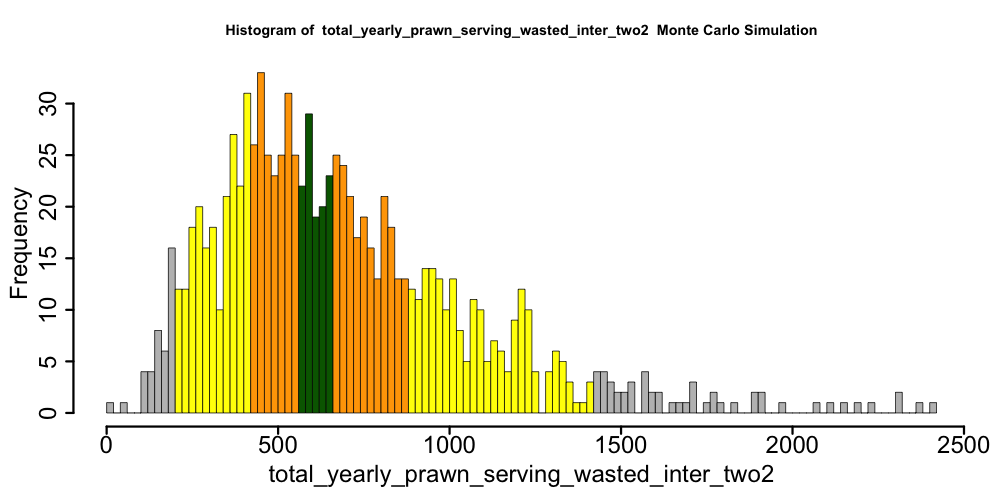 Histogram of total_yearly_prawn_serving_wasted_inter_two2 Monte Carlo Simulation
Frequency
30
25
20
15
10
5
0
0 500 1000 1500 2000 2500
total_yearly_prawn_serving_wasted_inter_two2